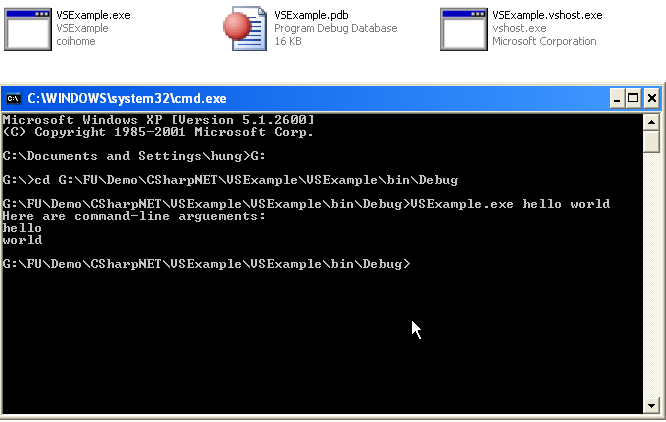 VSExample.exe
VSExample
coihome
VSExample.pdb
Program Debug Database
16 KB
VSExample.vshost.exe
vshost.exe
Microsoft Corporation
C:\WINDOWS\system32\cmd.exe
Microsoft Windows XP [Version 5.1.2600]
(C) Copyright 1985-2001 Microsoft Corp.
C:\Documents and Settings\hung>G:
G:\>cd G:\FU\Demo\CSharpNET\VSExample\VSExample\bin\Debug
G:\FU\Demo\CSharpNET\VSExample\VSExample\bin\Debug>VSExample.exe hello world
Here are command-line arguements:
hello
world
G:\FU\Demo\CSharpNET\VSExample\VSExample\bin\Debug>